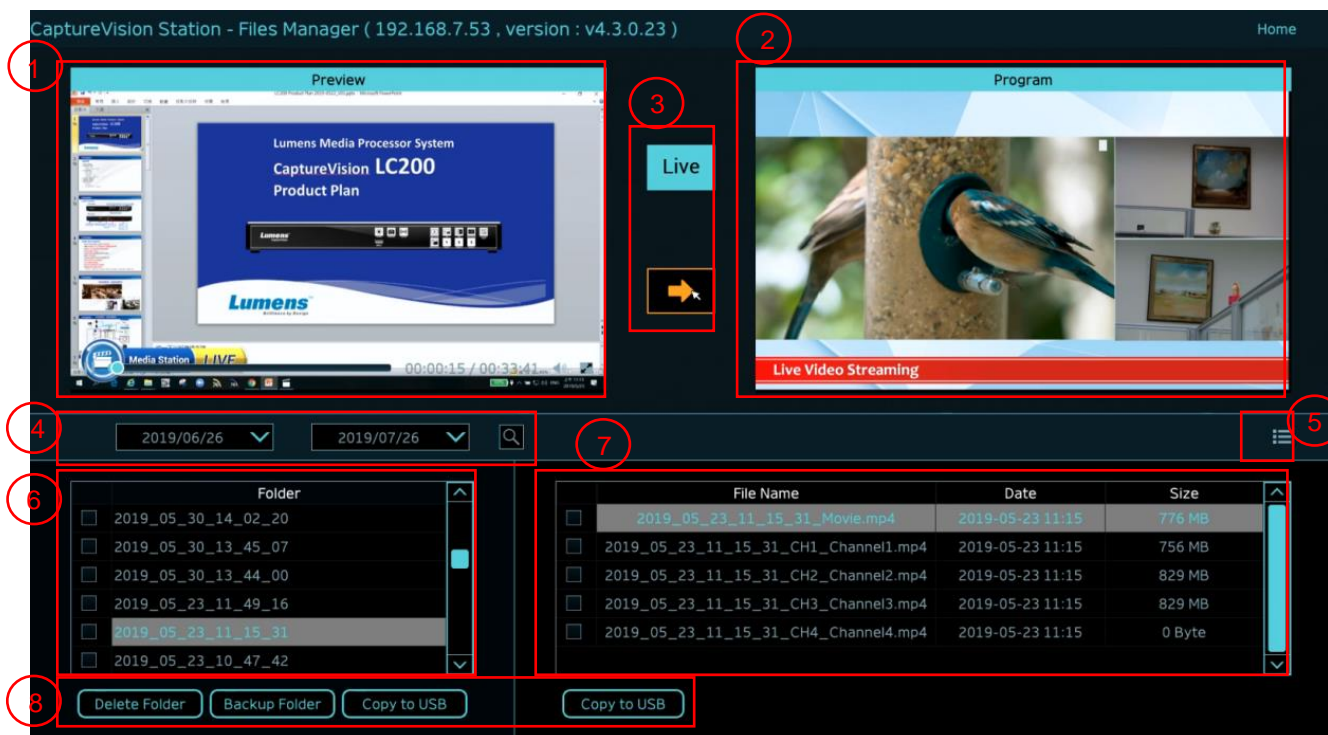 CaptureVision Station - Files Manager ( 192.168.7.53 , version : v4.3.0.23 )
Home
1
2
3
Preview
Program
LC200 Product Plan
Microsoft PowerPoint
Lumens Media Processor System
CaptureVision LC200
Product Plan
Lumens
Lumens
Media Station LIVE
00:00:15 / 00:33:41
Live
Live Video Streaming
4
5
7
2019/06/26
2019/07/26
6
Folder
2019_05_30_14_02_20
2019_05_30_13_45_07
2019_05_30_13_44_00
2019_05_23_11_49_16
2019_05_23_11_15_31
2019_05_23_10_47_42
File Name Date Size
2019_05_23_11_15_31_Movie.mp4 2019-05-23 11:15 776 MB
2019_05_23_11_15_31_CH1_Channel1.mp4 2019-05-23 11:15 756 MB
2019_05_23_11_15_31_CH2_Channel2.mp4 2019-05-23 11:15 829 MB
2019_05_23_11_15_31_CH3_Channel3.mp4 2019-05-23 11:15 829 MB
2019_05_23_11_15_31_CH4_Channel4.mp4 2019-05-23 11:15 0 Byte
8
Delete Folder
Backup Folder
Copy to USB
Copy to USB